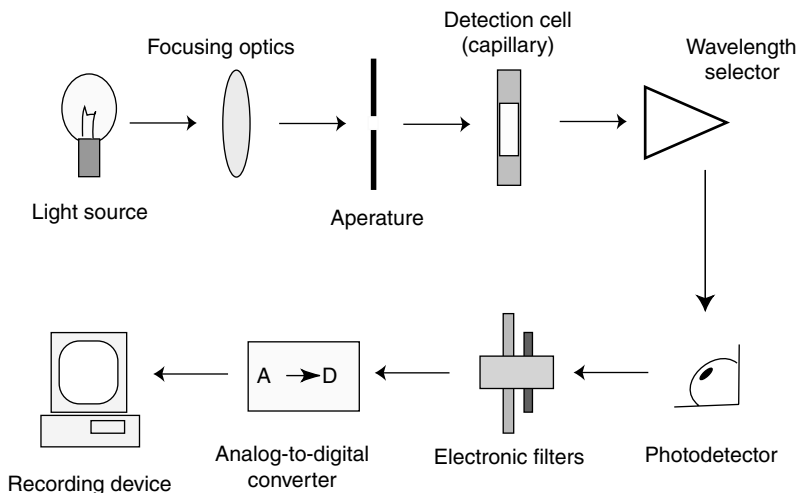 Focusing optics
Detection cell
(capillary)
Wavelength
selector
Light source
Aperature
A D
Analog-to-digital
converter
Electronic filters
Photodetector
Recording device